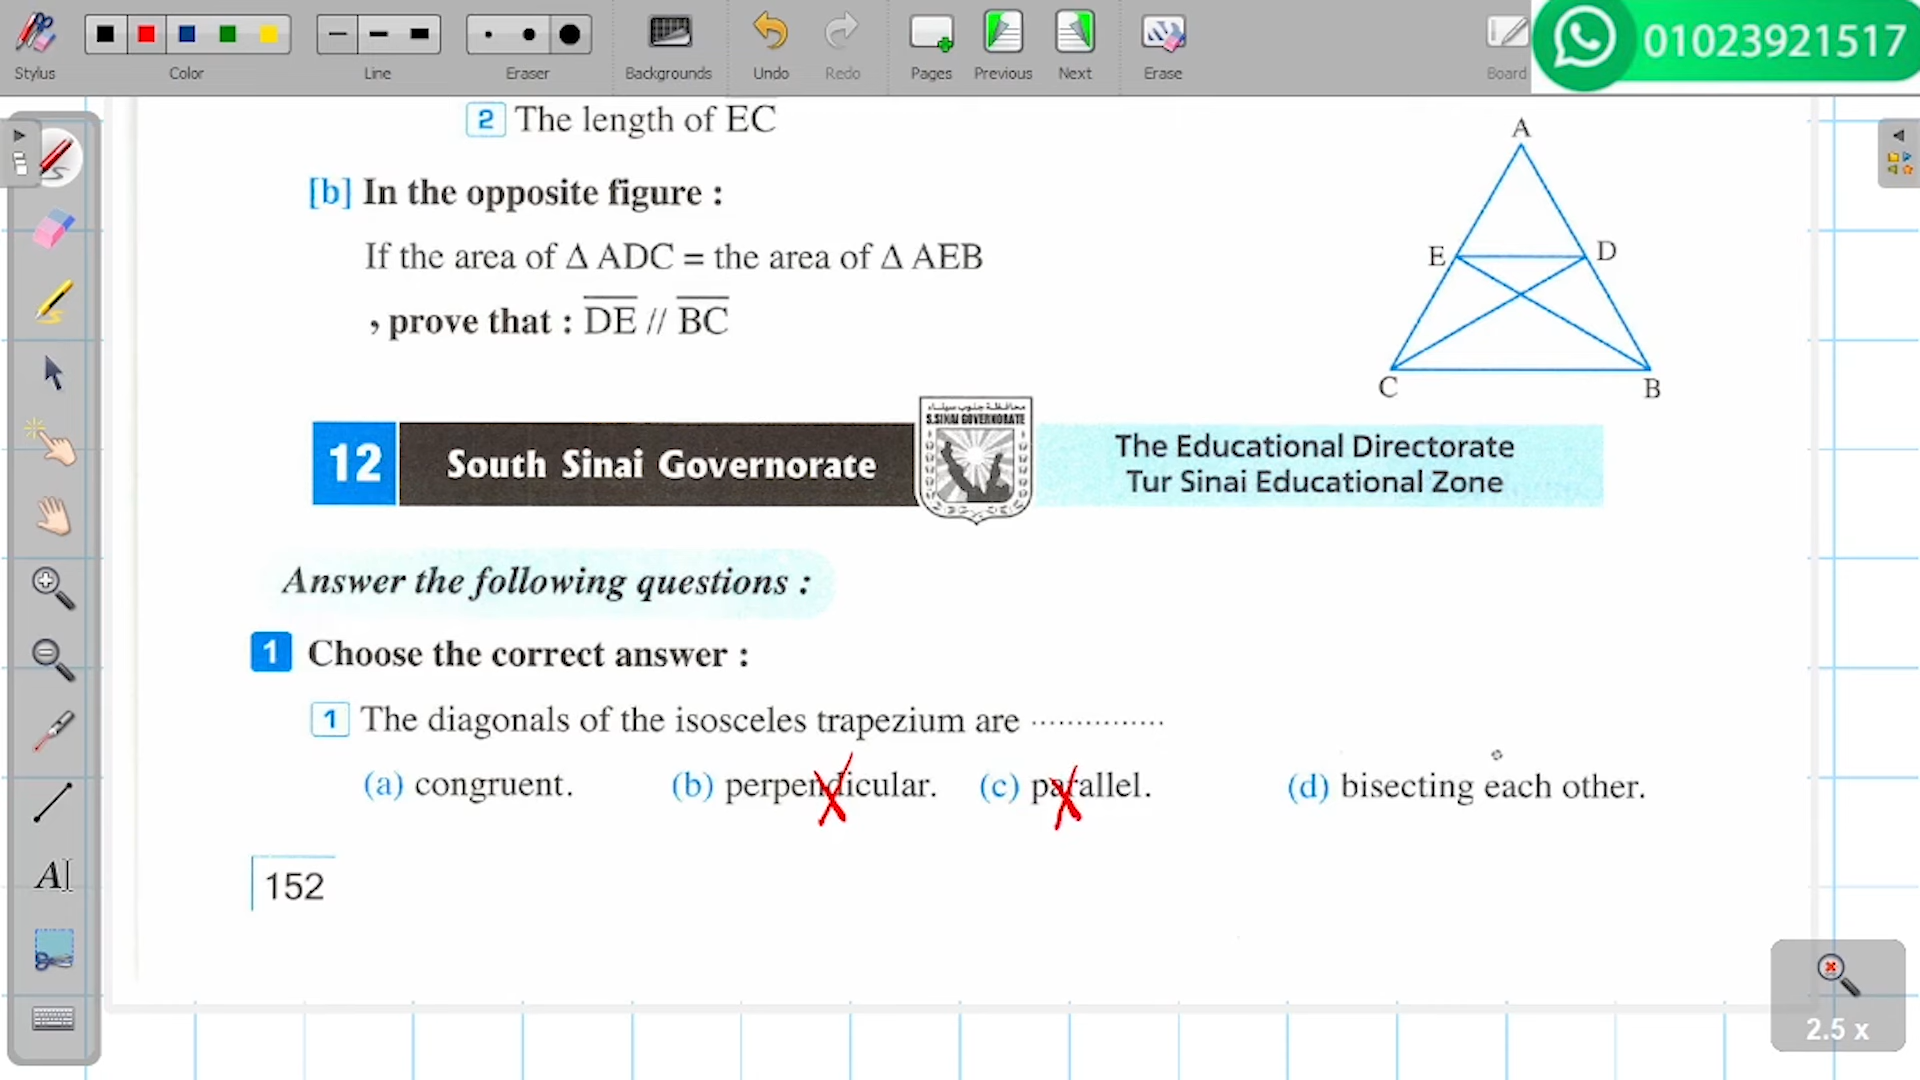 Stylus Color Line Eraser Backgrounds Undo Redo Pages Previous Next Erase Board
01023921517
2 The length of EC
[b] In the opposite figure :
If the area of Δ ADC = the area of Δ AEB
, prove that : DE // BC
A
E D
C B
12 South Sinai Governorate
محافظة جنوب سيناء
S.SINAI GOVERNORATE
The Educational Directorate
Tur Sinai Educational Zone
Answer the following questions :
1 Choose the correct answer :
1 The diagonals of the isosceles trapezium are ...............
(a) congruent. (b) perpendicular. (c) parallel. (d) bisecting each other.
152
2.5 x